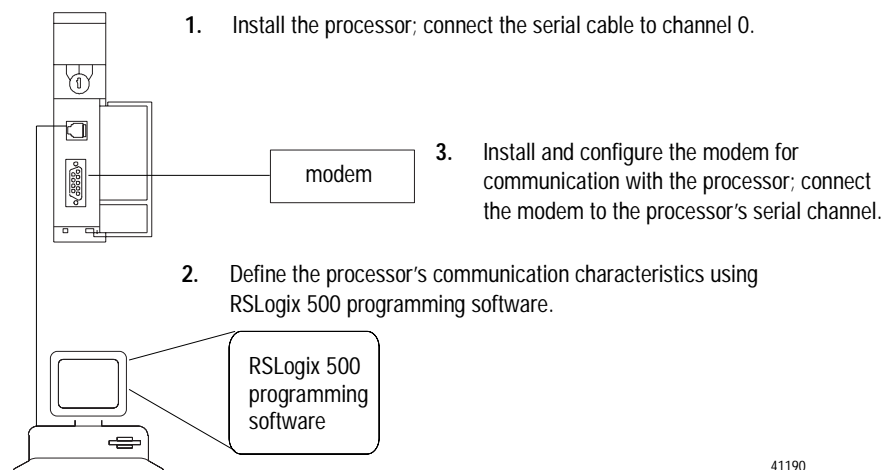 1. Install the processor; connect the serial cable to channel 0.
modem
3. Install and configure the modem for
communication with the processor; connect
the modem to the processor's serial channel.
2. Define the processor's communication characteristics using
RSLogix 500 programming software.
RSLogix 500
programming
software
41190